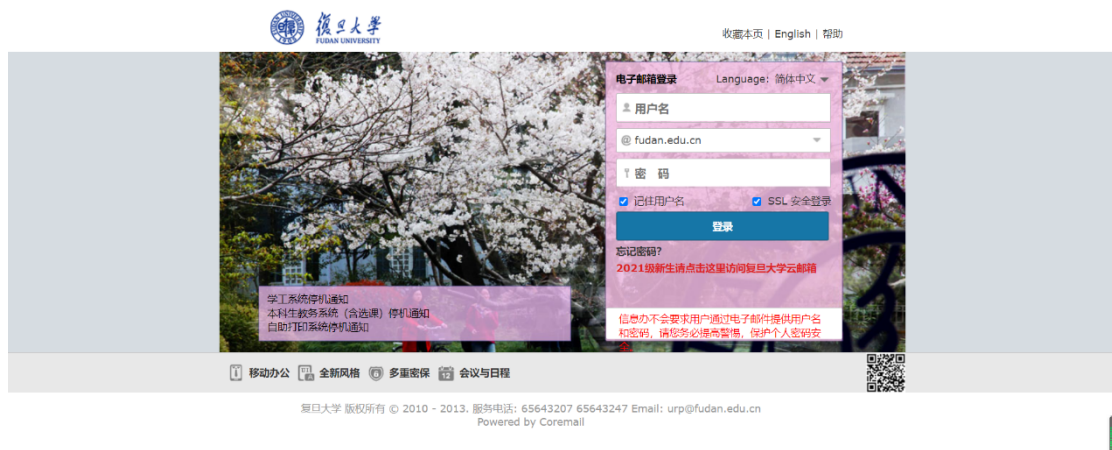 復旦大学
FUDAN UNIVERSITY
收藏本页 | English | 帮助
电子邮箱登录 Language: 简体中文
用户名
@ fudan.edu.cn
密 码
记住用户名 SSL 安全登录
登录
忘记密码?
2021级新生请点击这里访问复旦大学云邮箱
学工系统停机通知
本科生教务系统（含选课）停机通知
自助打印系统停机通知
信息办不会要求用户通过电子邮件提供用户名
和密码，请您务必提高警惕，保护个人密码安
全。
移动办公 全新风格 多重密保 会议与日程
复旦大学 版权所有 © 2010 - 2013. 服务电话: 65643207 65643247 Email: urp@fudan.edu.cn
Powered by Coremail